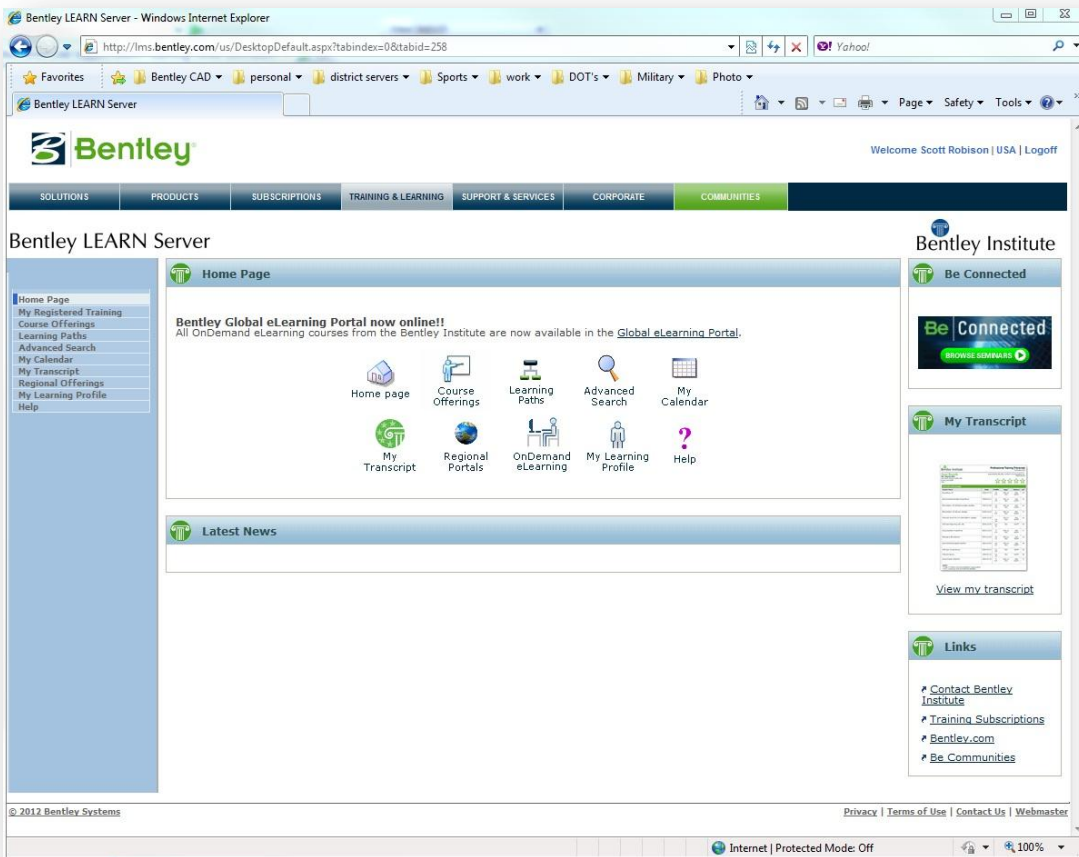 Bentley LEARN Server - Windows Internet Explorer
http://lms.bentley.com/us/DesktopDefault.aspx?tabindex=0&tabid=258
Yahoo!
Favorites Bentley CAD personal district servers Sports work DOT's Military Photo
Bentley LEARN Server
Page Safety Tools
Bentley
Welcome Scott Robison | USA | Logoff
SOLUTIONS PRODUCTS SUBSCRIPTIONS TRAINING & LEARNING SUPPORT & SERVICES CORPORATE COMMUNITIES
Bentley LEARN Server
Bentley Institute
Home Page
My Registered Training
Course Offerings
Learning Paths
Advanced Search
My Calendar
My Transcript
Regional Offerings
My Learning Profile
Help
Home Page
Bentley Global eLearning Portal now online!!
All OnDemand eLearning courses from the Bentley Institute are now available in the Global eLearning Portal.
Home page
Course
Offerings
Learning
Paths
Advanced
Search
My
Calendar
My
Transcript
Regional
Portals
OnDemand
eLearning
My Learning
Profile
Help
Latest News
Be Connected
Be Connected
BROWSE SEMINARS
My Transcript
View my transcript
Links
Contact Bentley
Institute
Training Subscriptions
Bentley.com
Be Communities
© 2012 Bentley Systems
Privacy | Terms of Use | Contact Us | Webmaster
Internet | Protected Mode: Off
100%